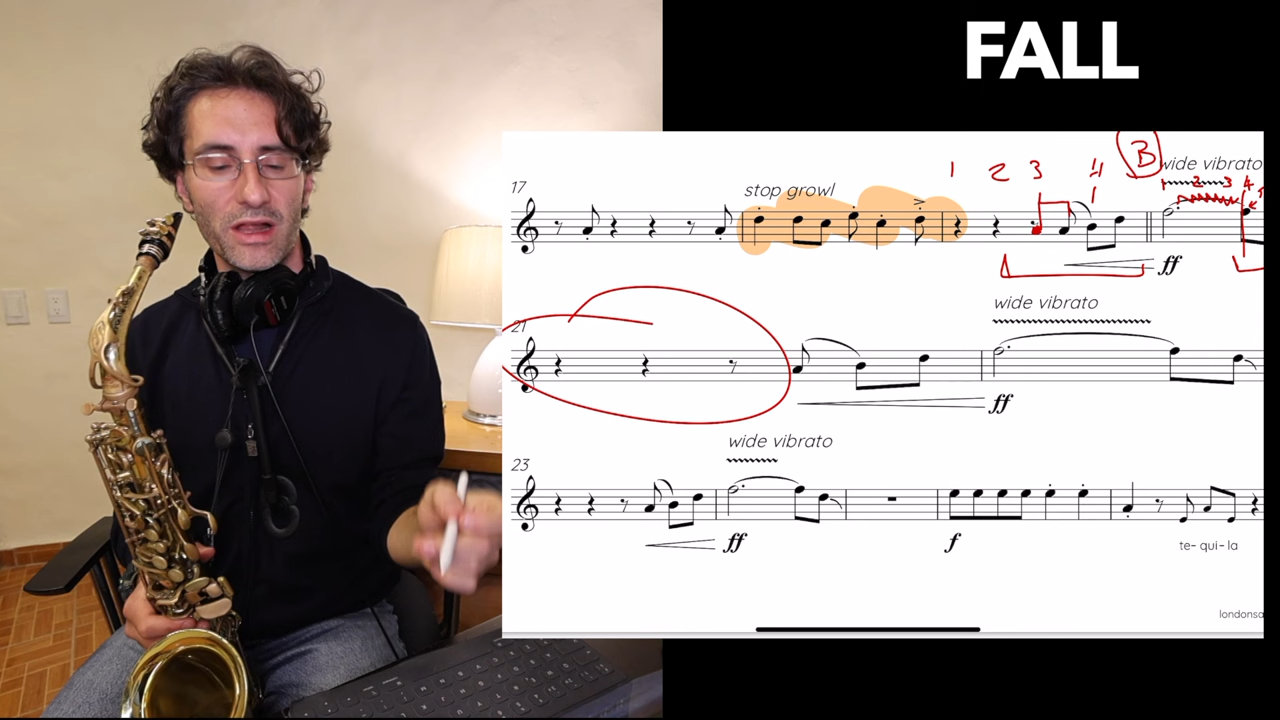 FALL
B
wide vibrato
17
stop growl
1 2 3 4
1 2 3 4
ff
wide vibrato
21
ff
wide vibrato
23
ff
f
te-qui-la
londonsa